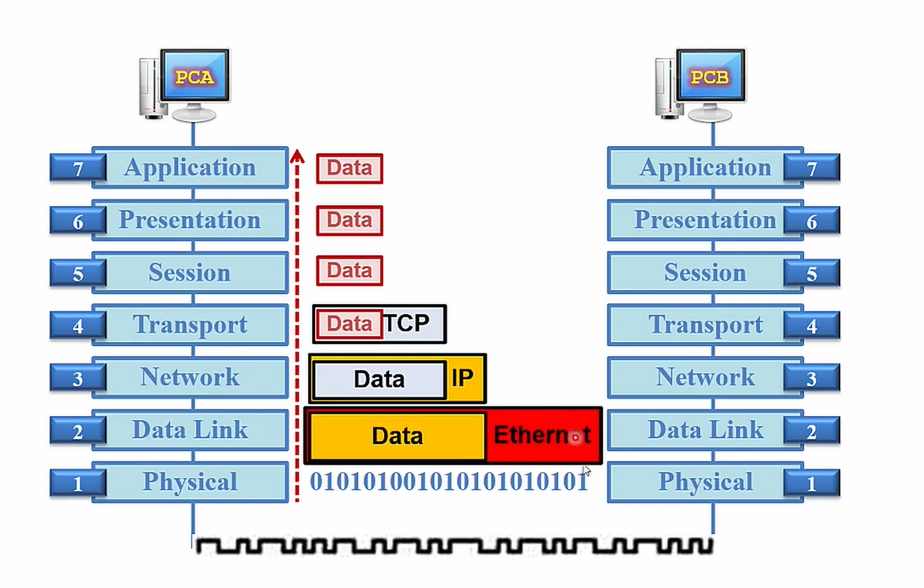 PCA
PCB
7 Application Data Application 7
6 Presentation Data Presentation 6
5 Session Data Session 5
4 Transport Data TCP Transport 4
3 Network Data IP Network 3
2 Data Link Data Ethernet Data Link 2
1 Physical 010101001010101010101 Physical 1